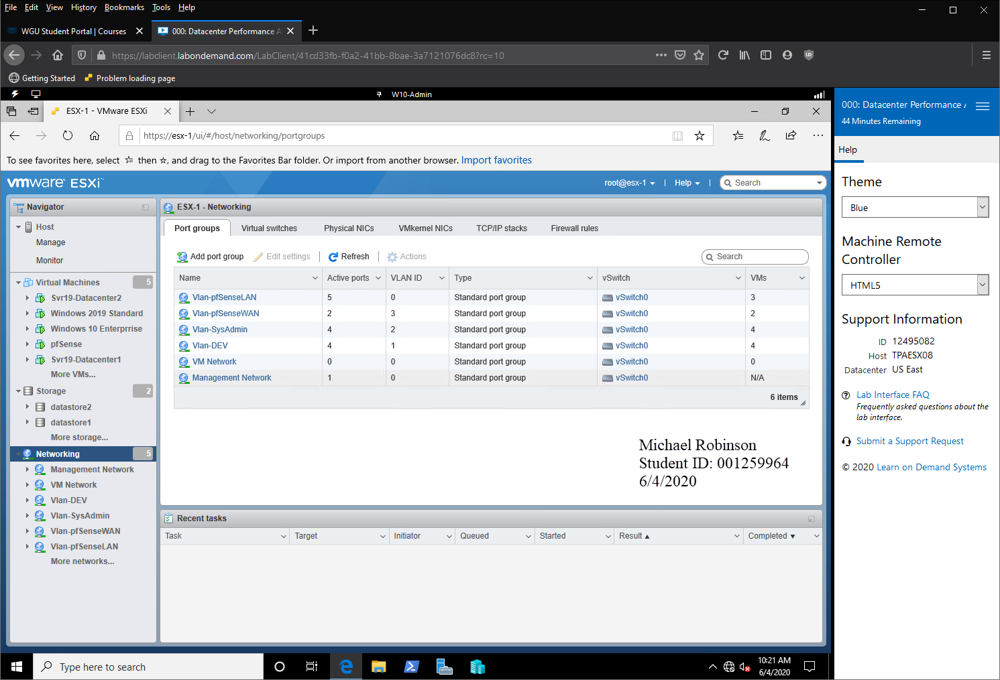 File Edit View History Bookmarks Tools Help
WGU Student Portal | Courses
000: Datacenter Performance A
https://labclient.labondemand.com/LabClient/41cd33fb-f0a2-41bb-8bae-3a7121076dc8?rc=10
Getting Started Problem loading page
W10-Admin
ESX-1 - VMware ESXi
https://esx-1/ui/#/host/networking/portgroups
To see favorites here, select then ☆, and drag to the Favorites Bar folder. Or import from another browser. Import favorites
vmware ESXi
root@esx-1 | Help | Search
Navigator
Host
Manage
Monitor
Virtual Machines 5
Svr19-Datacenter2
Windows 2019 Standard
Windows 10 Enterprrise
pfSense
Svr19-Datacenter1
More VMs...
Storage 2
datastore2
datastore1
More storage...
Networking 5
Management Network
VM Network
Vlan-DEV
Vlan-SysAdmin
Vlan-pfSenseWAN
Vlan-pfSenseLAN
More networks...
ESX-1 - Networking
Port groups Virtual switches Physical NICs VMkernel NICs TCP/IP stacks Firewall rules
Add port group Edit settings | Refresh | Actions Search
Name Active ports VLAN ID Type vSwitch VMs
Vlan-pfSenseLAN 5 0 Standard port group vSwitch0 3
Vlan-pfSenseWAN 2 3 Standard port group vSwitch0 2
Vlan-SysAdmin 4 2 Standard port group vSwitch0 4
Vlan-DEV 4 1 Standard port group vSwitch0 4
VM Network 0 0 Standard port group vSwitch0 0
Management Network 1 0 Standard port group vSwitch0 N/A
6 items
Michael Robinson
Student ID: 001259964
6/4/2020
Recent tasks
Task Target Initiator Queued Started Result ▲ Completed ▼
Type here to search
10:21 AM
6/4/2020
000: Datacenter Performance A
44 Minutes Remaining
Help
Theme
Blue
Machine Remote
Controller
HTML5
Support Information
ID 12495082
Host TPAESX08
Datacenter US East
Lab Interface FAQ
Frequently asked questions about the
lab interface.
Submit a Support Request
© 2020 Learn on Demand Systems